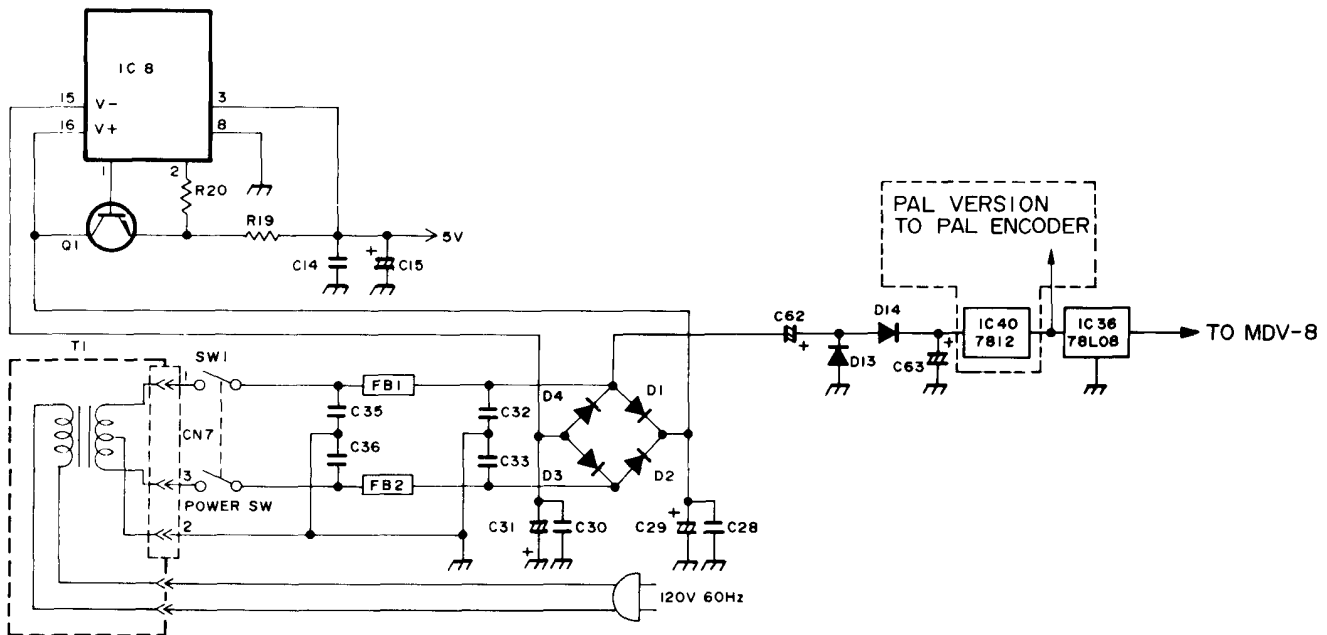 IC 8
15 V-
16 V+
3
8
1
2
R20
R19
Q1
5V
C14
+
C15
PAL VERSION
TO PAL ENCODER
C62
+
D14
D13
+
C63
IC40
7812
IC36
78L08
TO MDV-8
T1
SW1
1
FB1
D4
D1
C35
C32
CN7
C36
C33
3
FB2
D3
D2
POWER SW
2
C31
+
C30
+
C29
C28
120V 60Hz